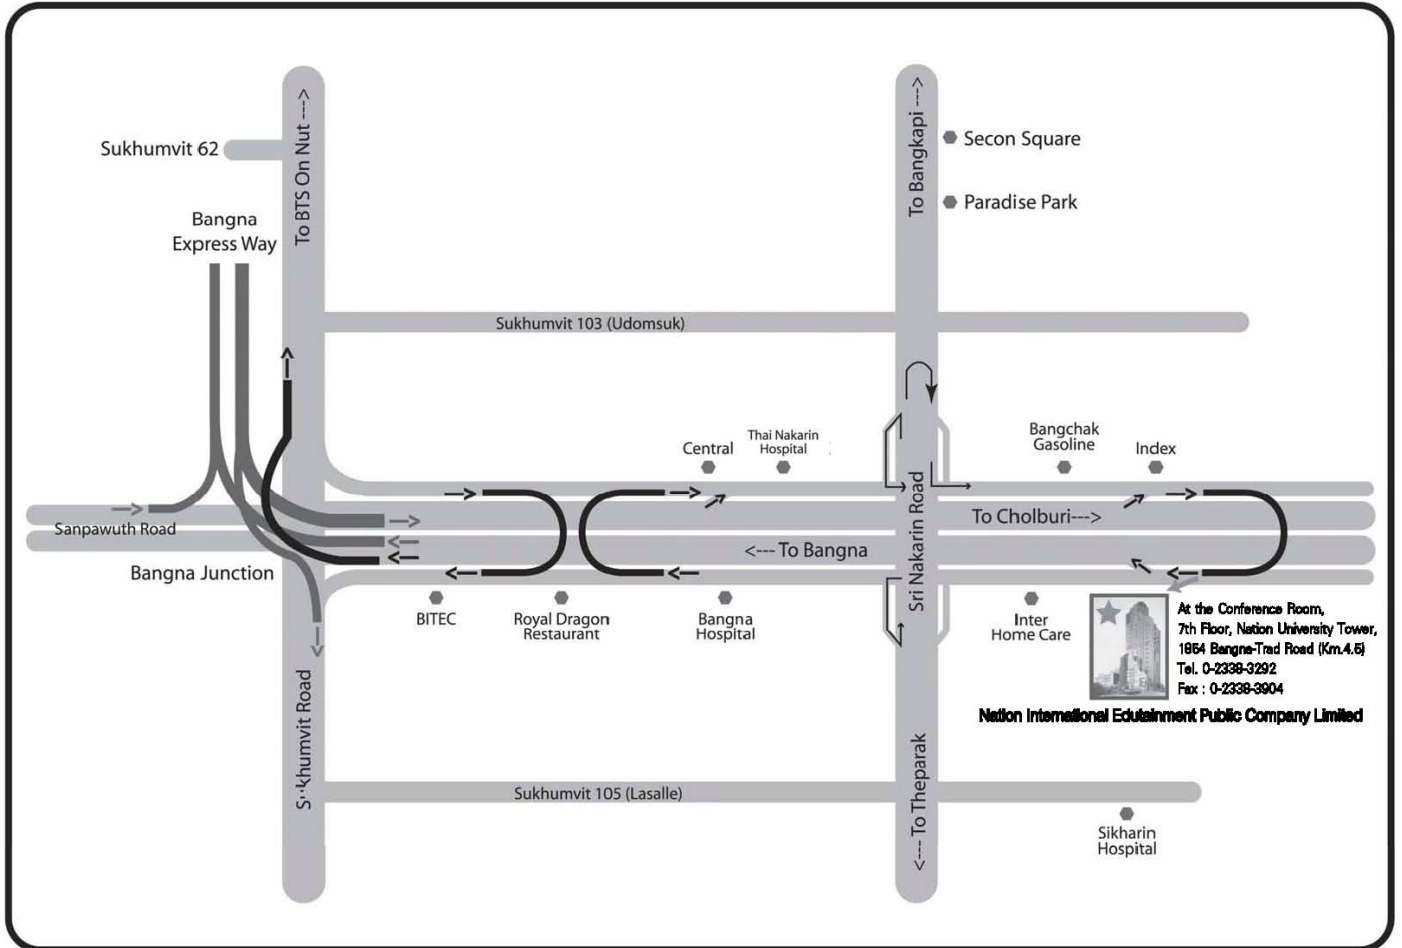 To BTS On Nut --->
To Bangkapi --->
Secon Square
Sukhumvit 62
Paradise Park
Bangna
Express Way
Sukhumvit 103 (Udomsuk)
Central
Thai Nakarin
Hospital
Bangchak
Gasoline
Index
Sri Nakarin Road
Sanpawuth Road
To Cholburi--->
<--- To Bangna
Bangna Junction
BITEC
Royal Dragon
Restaurant
Bangna
Hospital
Inter
Home Care
At the Conference Room,
7th Floor, Nation University Tower,
1854 Bangna-Trad Road (Km.4.5)
Tel. 0-2338-3292
Fax : 0-2338-3904
Nation International Edutainment Public Company Limited
Sukhumvit Road
<--- To Theparak
Sukhumvit 105 (Lasalle)
Sikharin
Hospital